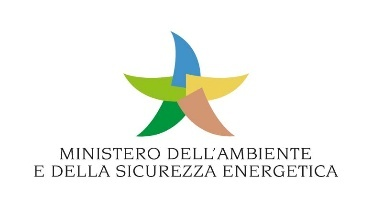 MINISTERO DELL'AMBIENTE
E DELLA SICUREZZA ENERGETICA